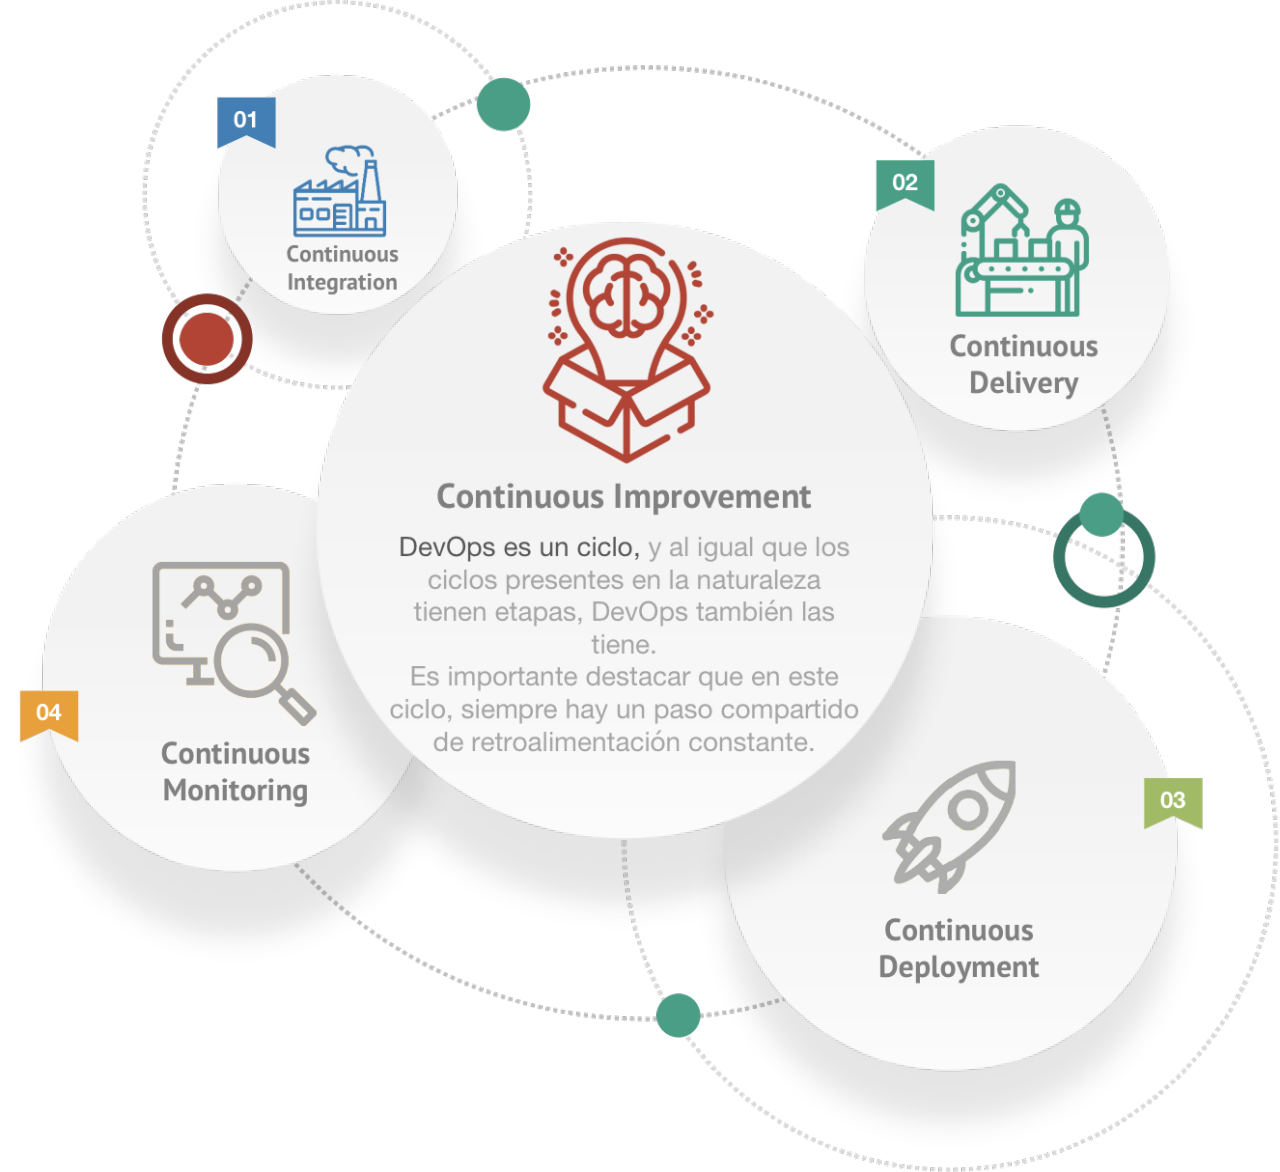 01
Continuous
Integration
02
Continuous
Delivery
Continuous Improvement
DevOps es un ciclo, y al igual que los
ciclos presentes en la naturaleza
tienen etapas, DevOps también las
tiene.
Es importante destacar que en este
ciclo, siempre hay un paso compartido
de retroalimentación constante.
03
Continuous
Deployment
04
Continuous
Monitoring